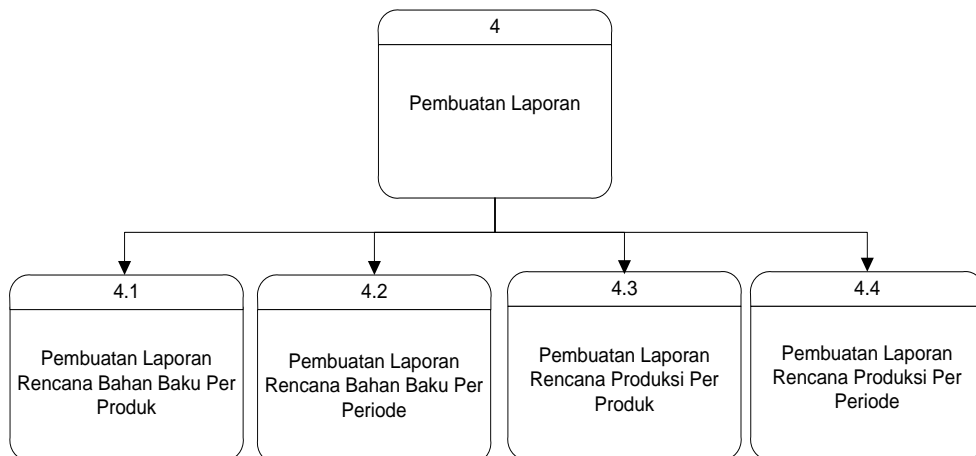 4
Pembuatan Laporan
4.1
Pembuatan Laporan
Rencana Bahan Baku Per
Produk
4.2
Pembuatan Laporan
Rencana Bahan Baku Per
Periode
4.3
Pembuatan Laporan
Rencana Produksi Per
Produk
4.4
Pembuatan Laporan
Rencana Produksi Per
Periode